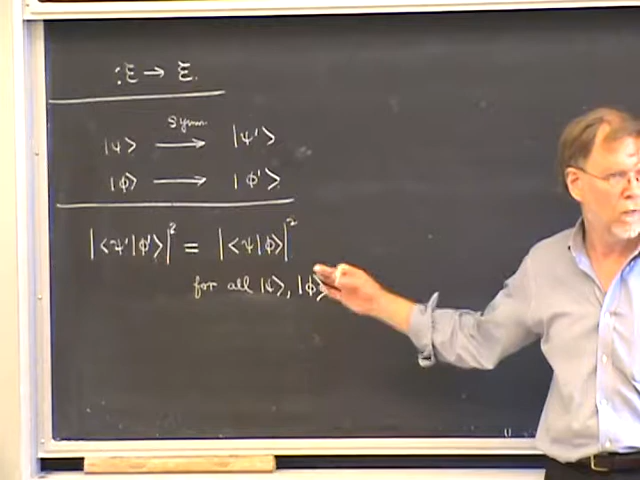 : ℰ → ℰ.
Symm
|ψ> → |ψ'>
|φ> → |φ'>
|<ψ'|φ'>|² = |<ψ|φ>|²
for all |ψ>, |φ>